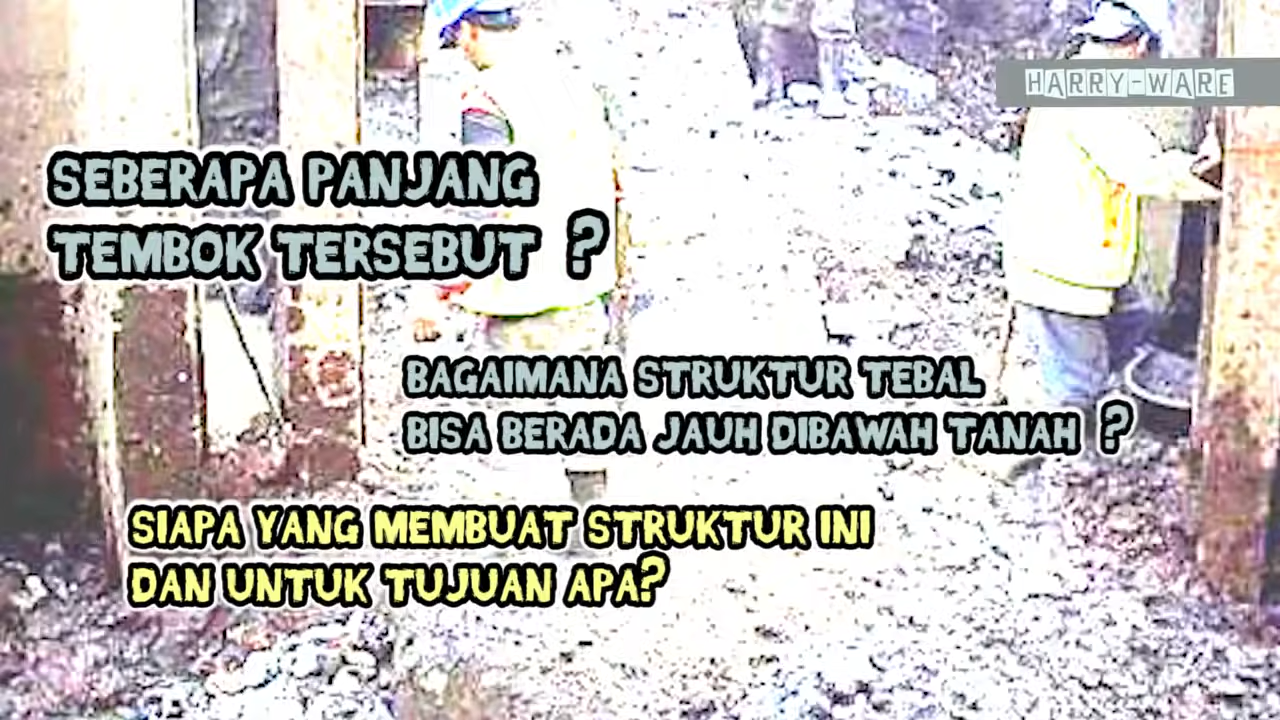 HARRY-WARE
SEBERAPA PANJANG
TEMBOK TERSEBUT ?
BAGAIMANA STRUKTUR TEBAL
BISA BERADA JAUH DIBAWAH TANAH ?
SIAPA YANG MEMBUAT STRUKTUR INI
DAN UNTUK TUJUAN APA?